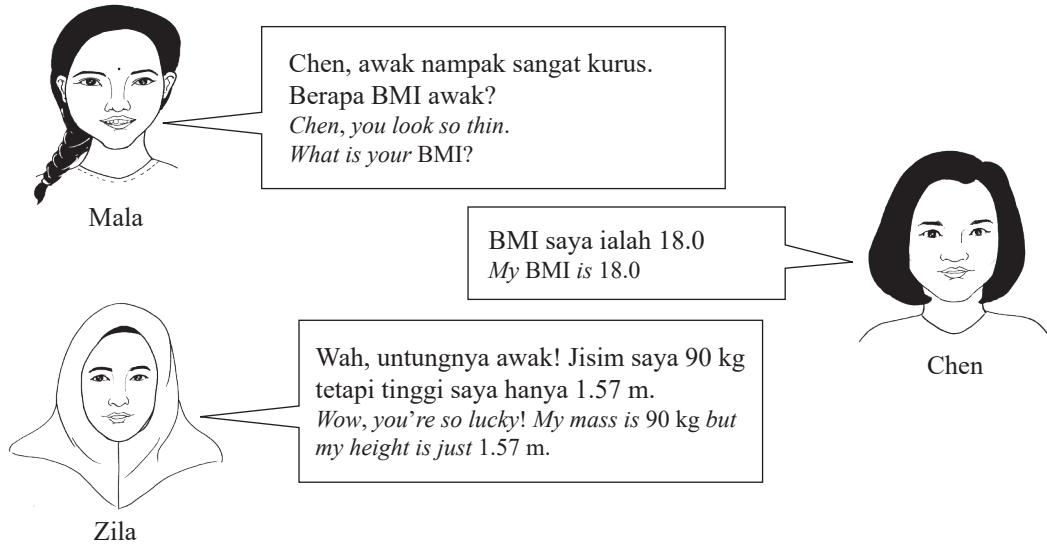 Chen, awak nampak sangat kurus.
Berapa BMI awak?
Chen, you look so thin.
What is your BMI?
Mala
BMI saya ialah 18.0
My BMI is 18.0
Chen
Wah, untungnya awak! Jisim saya 90 kg
tetapi tinggi saya hanya 1.57 m.
Wow, you're so lucky! My mass is 90 kg but
my height is just 1.57 m.
Zila